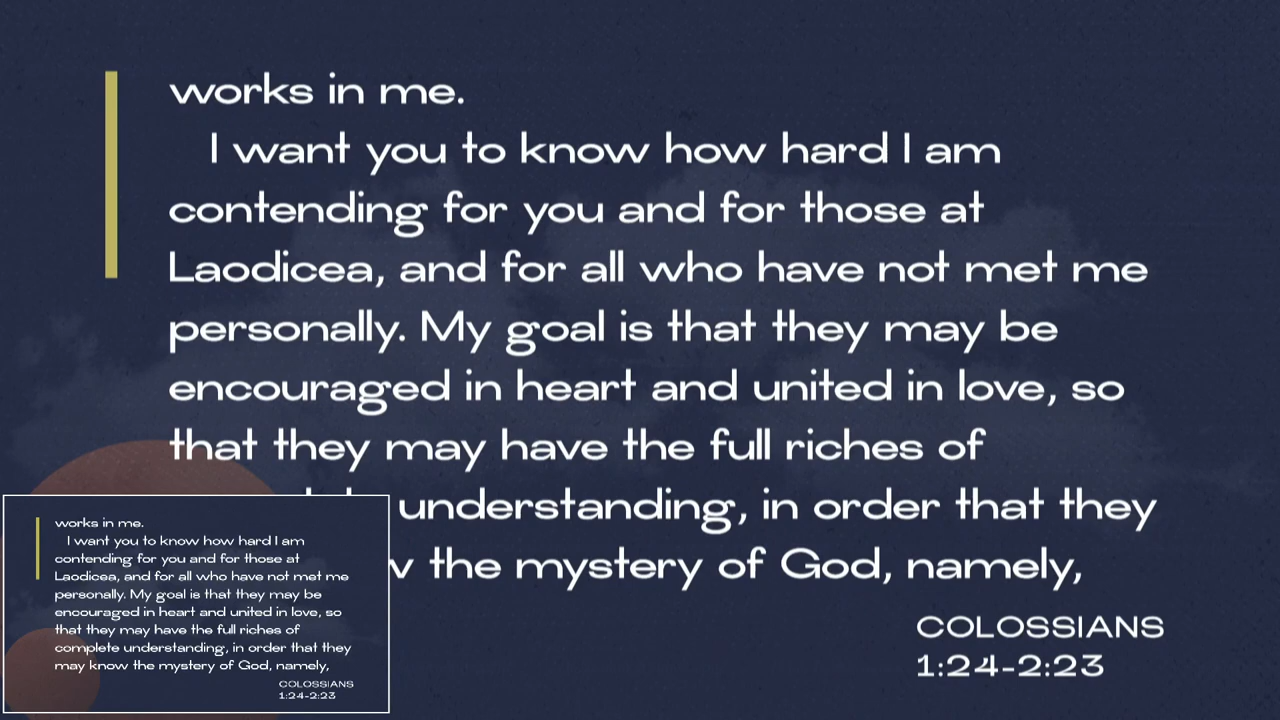 works in me.
I want you to know how hard I am
contending for you and for those at
Laodicea, and for all who have not met me
personally. My goal is that they may be
encouraged in heart and united in love, so
that they may have the full riches of
understanding, in order that they
the mystery of God, namely,
COLOSSIANS
1:24-2:23
works in me.
I want you to know how hard I am
contending for you and for those at
Laodicea, and for all who have not met me
personally. My goal is that they may be
encouraged in heart and united in love, so
that they may have the full riches of
complete understanding, in order that they
may know the mystery of God, namely,
COLOSSIANS
1:24-2:23